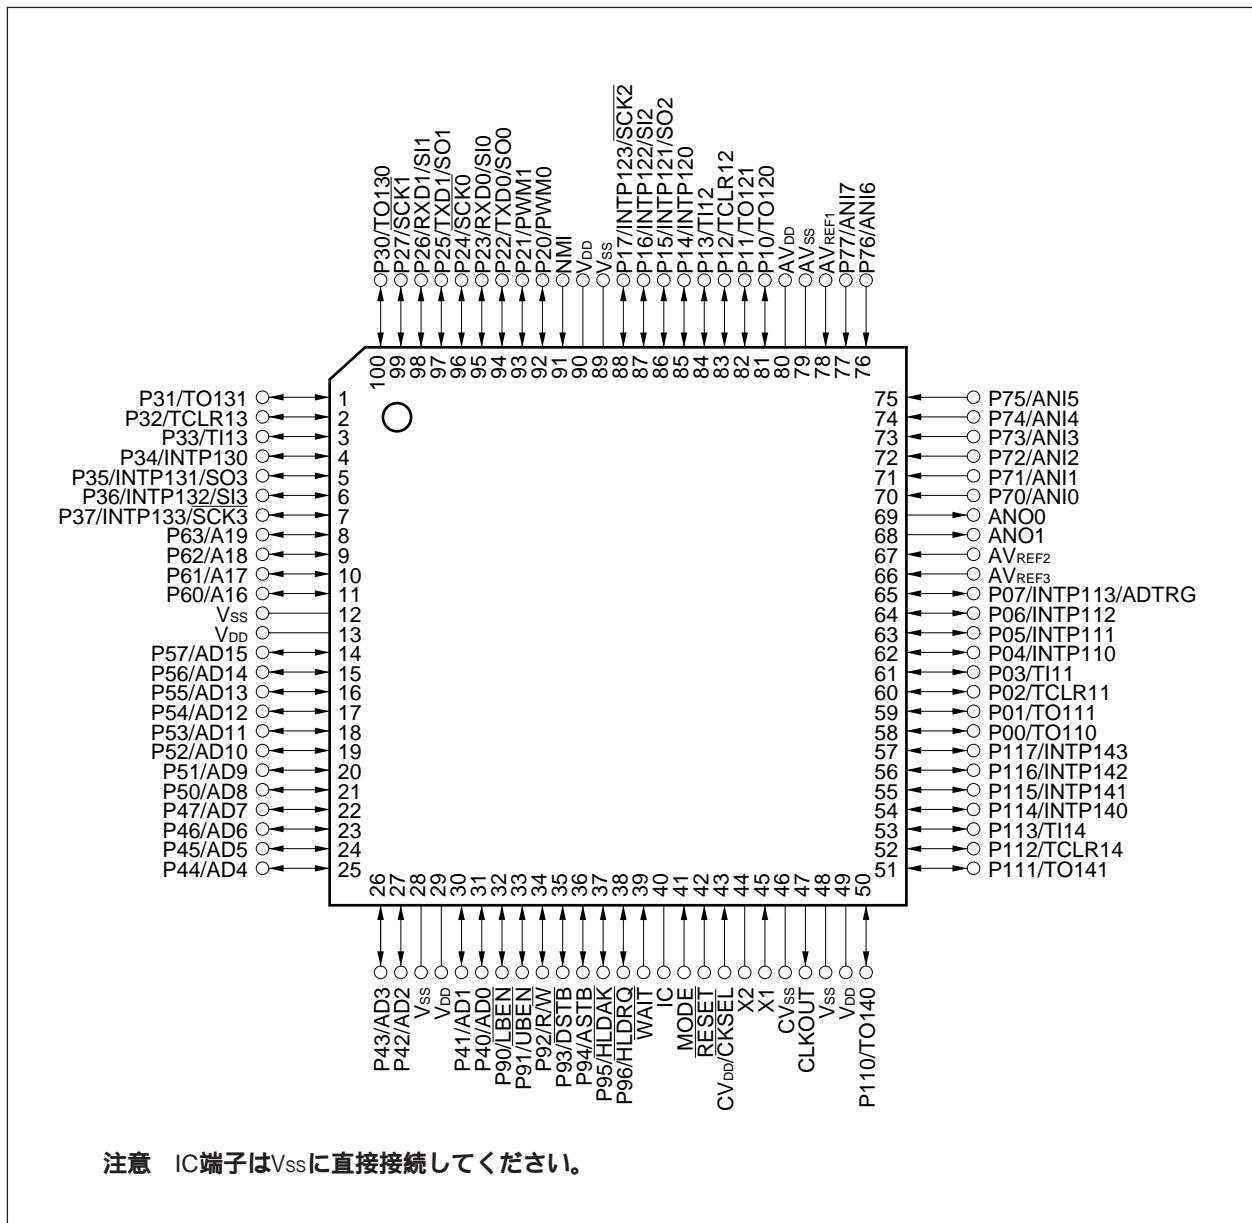 P30/TO130
P27/SCK1
P26/RXD1/SI1
P25/TXD1/SO1
P24/SCK0
P23/RXD0/SI0
P22/TXD0/SO0
P21/PWM1
P20/PWM0
NMI
VDD
VSS
P17/INTP123/SCK2
P16/INTP122/SI2
P15/INTP121/SO2
P14/INTP120
P13/TI12
P12/TCLR12
P11/TO121
P10/TO120
AVDD
AVSS
AVREF1
P77/ANI7
P76/ANI6
100
99
98
97
96
95
94
93
92
91
90
89
88
87
86
85
84
83
82
81
80
79
78
77
76
P31/TO131 1
P32/TCLR13 2
P33/TI13 3
P34/INTP130 4
P35/INTP131/SO3 5
P36/INTP132/SI3 6
P37/INTP133/SCK3 7
P63/A19 8
P62/A18 9
P61/A17 10
P60/A16 11
VSS 12
VDD 13
P57/AD15 14
P56/AD14 15
P55/AD13 16
P54/AD12 17
P53/AD11 18
P52/AD10 19
P51/AD9 20
P50/AD8 21
P47/AD7 22
P46/AD6 23
P45/AD5 24
P44/AD4 25
75 P75/ANI5
74 P74/ANI4
73 P73/ANI3
72 P72/ANI2
71 P71/ANI1
70 P70/ANI0
69 ANO0
68 ANO1
67 AVREF2
66 AVREF3
65 P07/INTP113/ADTRG
64 P06/INTP112
63 P05/INTP111
62 P04/INTP110
61 P03/TI11
60 P02/TCLR11
59 P01/TO111
58 P00/TO110
57 P117/INTP143
56 P116/INTP142
55 P115/INTP141
54 P114/INTP140
53 P113/TI14
52 P112/TCLR14
51 P111/TO141
26
27
28
29
30
31
32
33
34
35
36
37
38
39
40
41
42
43
44
45
46
47
48
49
50
P43/AD3
P42/AD2
VSS
VDD
P41/AD1
P40/AD0
P90/LBEN
P91/UBEN
P92/R/W
P93/DSTB
P94/ASTB
P95/HLDAK
P96/HLDRQ
WAIT
IC
MODE
RESET
CVDD/CKSEL
X2
X1
CVSS
CLKOUT
VSS
VDD
P110/TO140
注意 IC端子はVSSに直接接続してください。